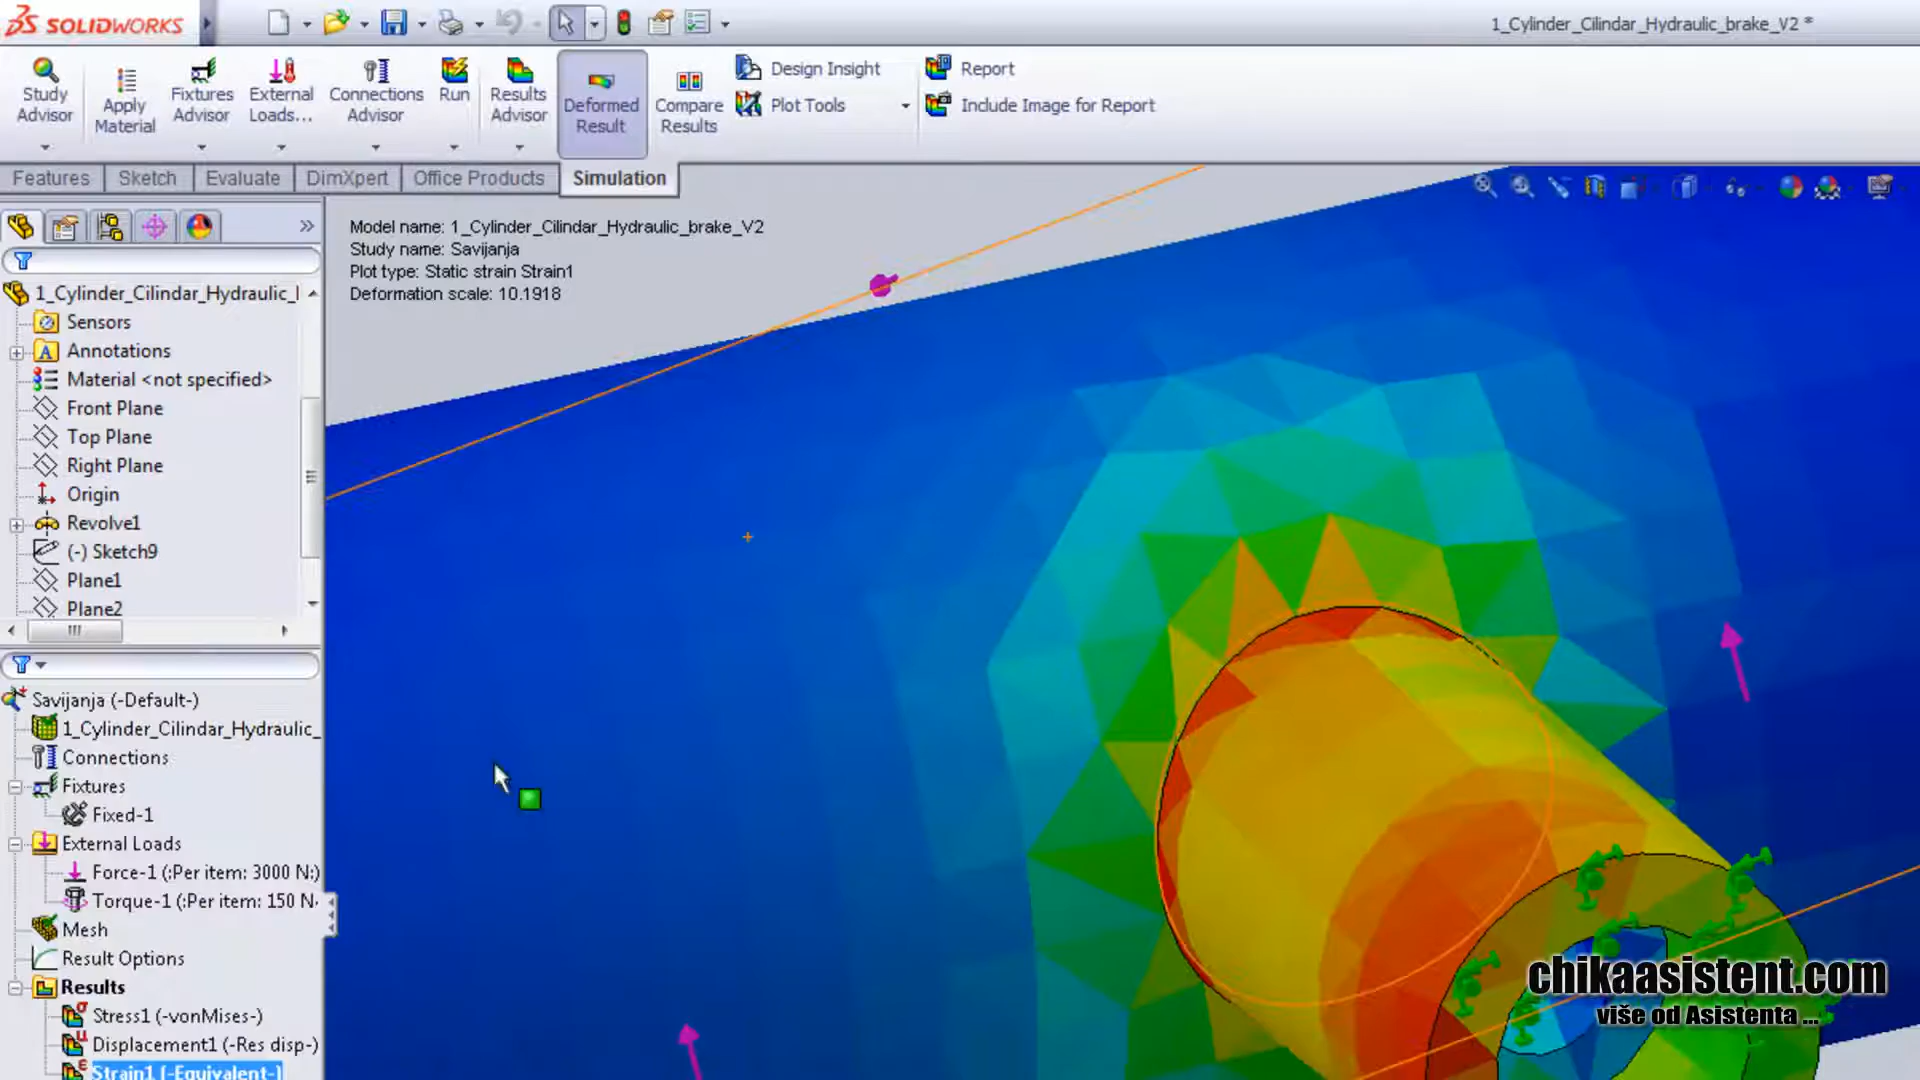 SOLIDWORKS
1_Cylinder_Cilindar_Hydraulic_brake_V2 *
Study Advisor
Apply Material
Fixtures Advisor
External Loads...
Connections Advisor
Run
Results Advisor
Deformed Result
Compare Results
Design Insight
Plot Tools
Report
Include Image for Report
Features
Sketch
Evaluate
DimXpert
Office Products
Simulation
Model name: 1_Cylinder_Cilindar_Hydraulic_brake_V2
Study name: Savijanja
Plot type: Static strain Strain1
Deformation scale: 10.1918
1_Cylinder_Cilindar_Hydraulic_
Sensors
Annotations
Material <not specified>
Front Plane
Top Plane
Right Plane
Origin
Revolve1
(-) Sketch9
Plane1
Plane2
Savijanja (-Default-)
1_Cylinder_Cilindar_Hydraulic_
Connections
Fixtures
Fixed-1
External Loads
Force-1 (:Per item: 3000 N:)
Torque-1 (:Per item: 150 N
Mesh
Result Options
Results
Stress1 (-vonMises-)
Displacement1 (-Res disp-)
Strain1 (-Equivalent-)
chikaasistent.com
više od Asistenta ...